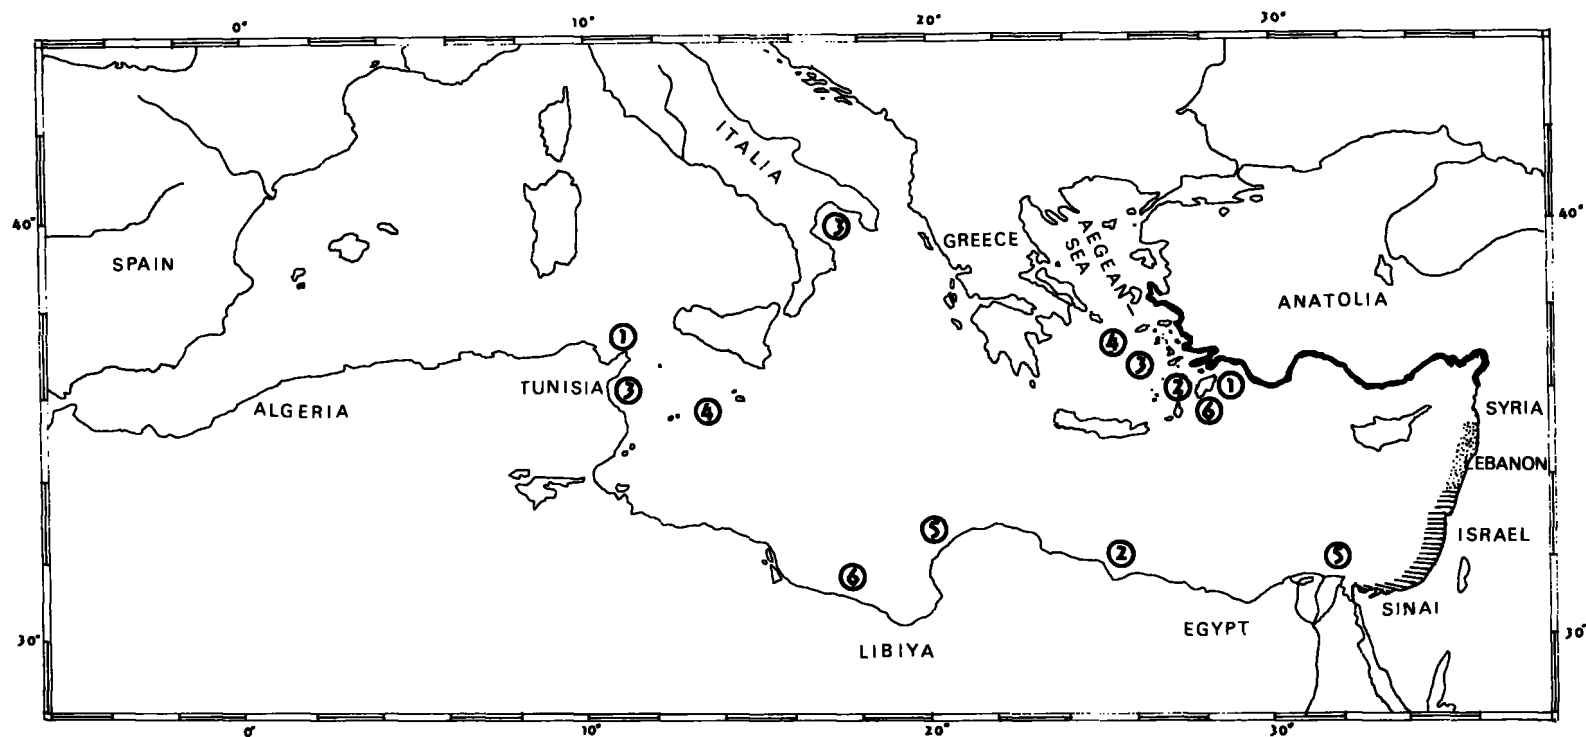 0° 10° 20° 30°
ITALIA
40° 40°
③
GREECE
AEGEAN
SEA
SPAIN
ANATOLIA
①
④
③
TUNISIA ③ ② ①
ALGERIA ④ ⑥ SYRIA
LEBANON
⑤ ISRAEL
② ⑤
⑥
SINAI
EGYPT
LIBIYA
30° 30°
0° 10° 20° 30°